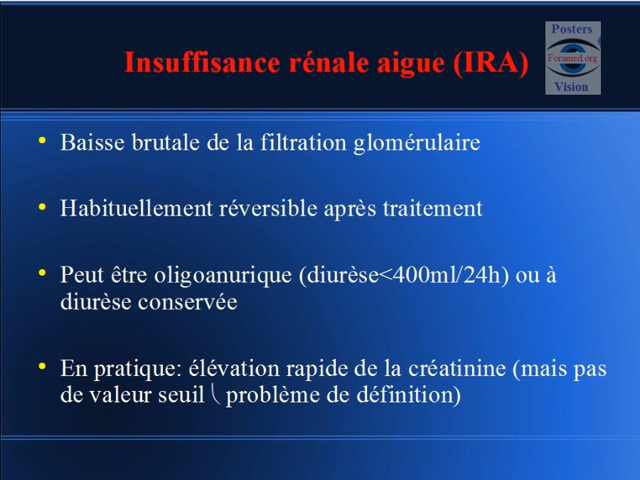 Posters
Forumed.org
Vision
Insuffisance rénale aigue (IRA)
• Baisse brutale de la filtration glomérulaire
• Habituellement réversible après traitement
• Peut être oligoanurique (diurèse<400ml/24h) ou à
diurèse conservée
• En pratique: élévation rapide de la créatinine (mais pas
de valeur seuil ⎝ problème de définition)